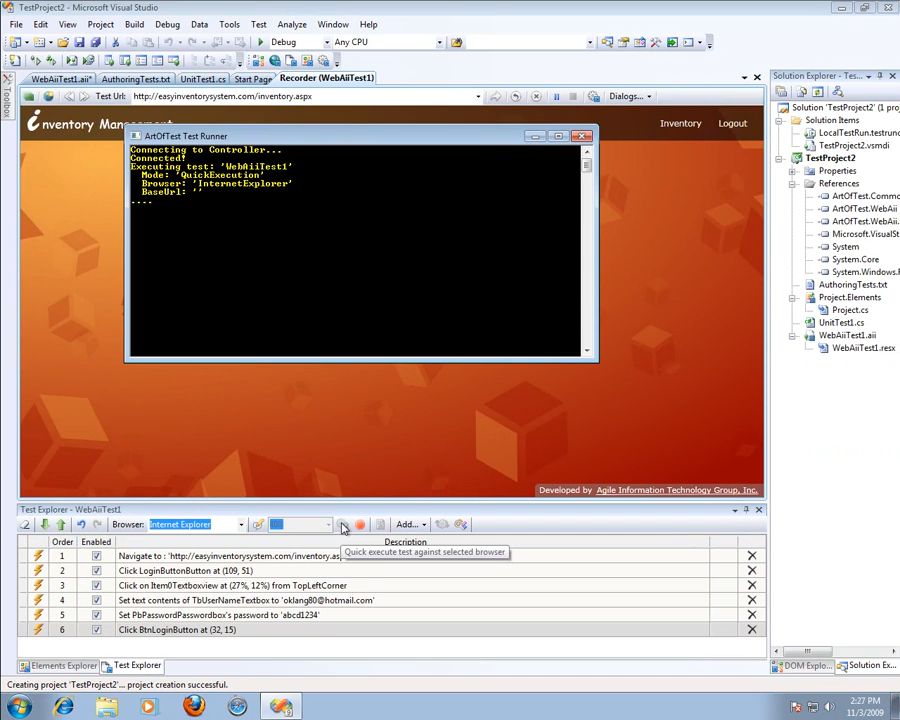 TestProject2 - Microsoft Visual Studio
File Edit View Project Build Debug Data Tools Test Analyze Window Help
Debug Any CPU
WebAiiTest1.aii* AuthoringTests.txt UnitTest1.cs Start Page Recorder (WebAiiTest1)
Toolbox
Test Url: http://easyinventorysystem.com/inventory.aspx Dialogs...
inventory Management
Inventory Logout
ArtOfTest Test Runner
Connecting to Controller...
Connected!
Executing test: 'WebAiiTest1'
Mode: 'QuickExecution'
Browser: 'InternetExplorer'
BaseUrl: ''
....
Developed by Agile Information Technology Group, Inc.
Solution Explorer - Tes...
Solution 'TestProject2' (1 proj
Solution Items
LocalTestRun.testrunc
TestProject2.vsmdi
TestProject2
Properties
References
ArtOfTest.Commo
ArtOfTest.WebAii
ArtOfTest.WebAii.
Microsoft.VisualSt
System
System.Core
System.Windows.F
AuthoringTests.txt
Project.Elements
Project.cs
UnitTest1.cs
WebAiiTest1.aii
WebAiiTest1.resx
DOM Explo... Solution Ex...
Test Explorer - WebAiiTest1
Browser: Internet Explorer Add...
Order Enabled Description
Quick execute test against selected browser
1 Navigate to : 'http://easyinventorysystem.com/inventory.asp
2 Click LoginButtonButton at (109, 51)
3 Click on Item0Textboxview at (27%, 12%) from TopLeftCorner
4 Set text contents of TbUserNameTextbox to 'oklang80@hotmail.com'
5 Set PbPasswordPasswordbox's password to 'abcd1234'
6 Click BtnLoginButton at (32, 15)
Elements Explorer Test Explorer
Creating project 'TestProject2'... project creation successful.
2:27 PM
11/3/2009